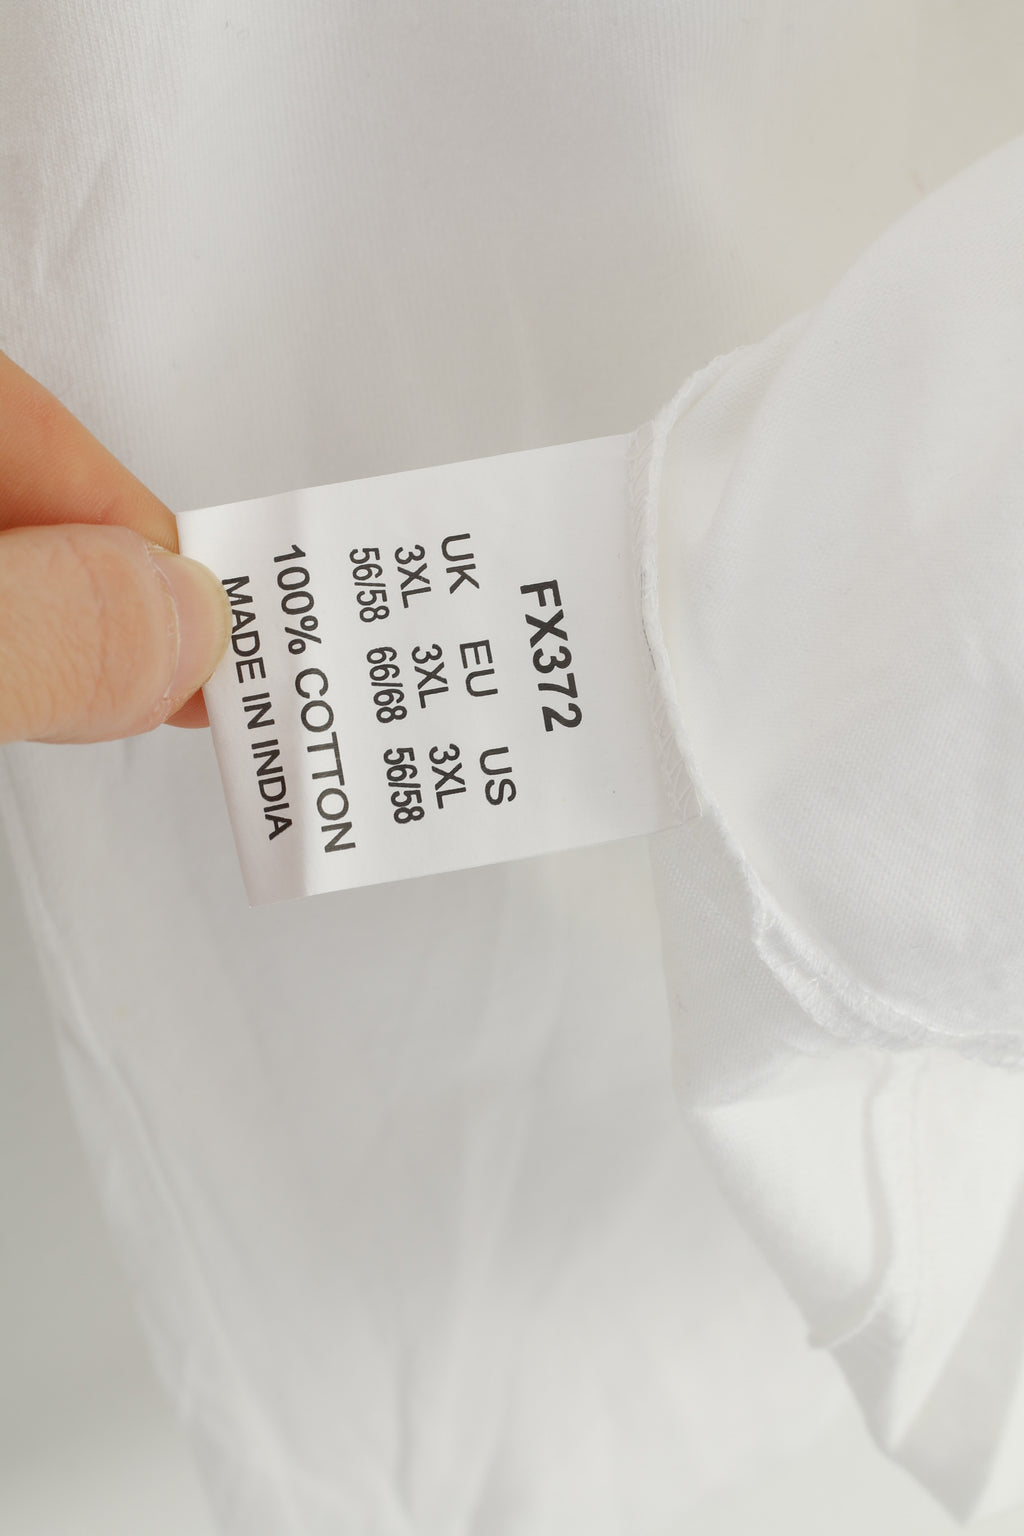 FX372
UK EU US
3XL 3XL 3XL
56/58 66/68 56/58
100% COTTON
MADE IN INDIA